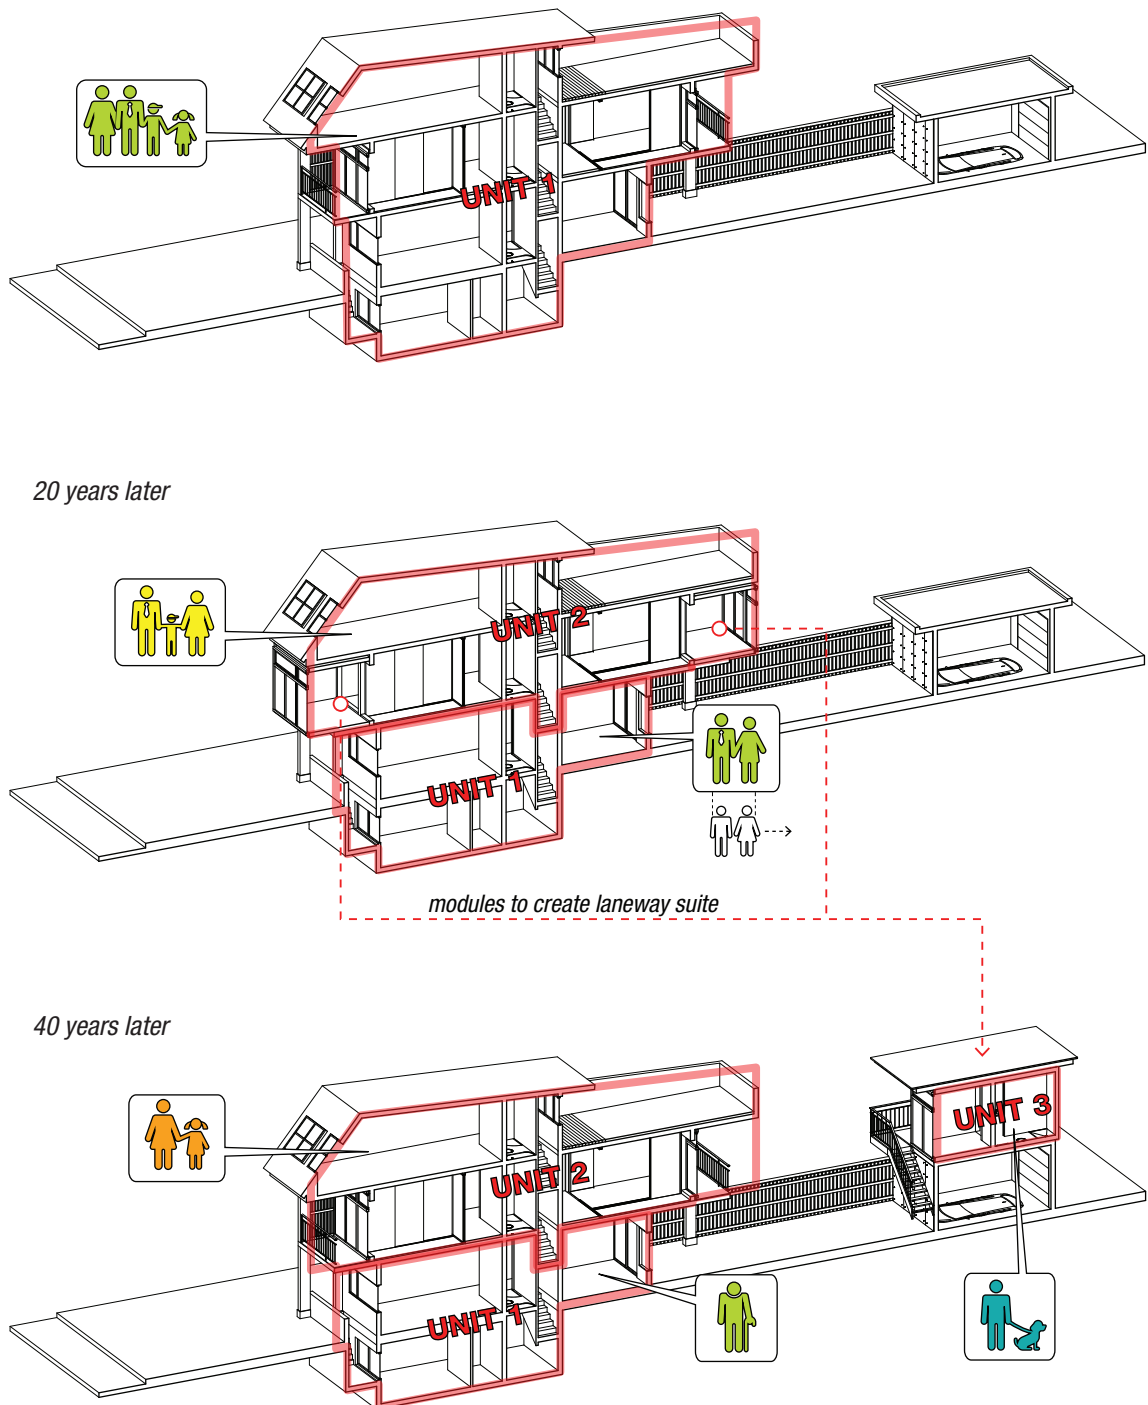 UNIT 1
20 years later
UNIT 2
UNIT 1
modules to create laneway suite
40 years later
UNIT 3
UNIT 2
UNIT 1